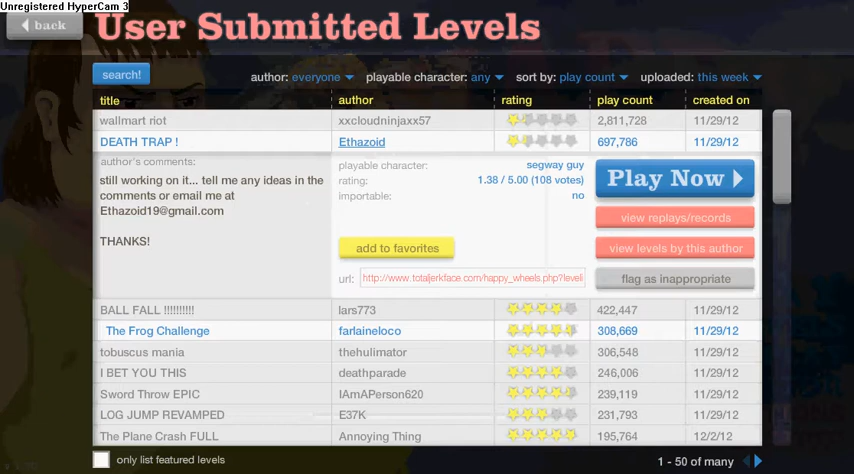 Unregistered HyperCam 3
back
User Submitted Levels
search!
author: everyone playable character: any sort by: play count uploaded: this week
title author rating play count created on
wallmart riot xxcloudninjaxx57 2,811,728 11/29/12
DEATH TRAP ! Ethazoid 697,786 11/29/12
author's comments:
still working on it... tell me any ideas in the
comments or email me at
Ethazoid19@gmail.com
THANKS!
playable character: segway guy
rating: 1.38 / 5.00 (108 votes)
importable: no
add to favorites
url: http://www.totaljerkface.com/happy_wheels.php?leveli
Play Now
view replays/records
view levels by this author
flag as inappropriate
BALL FALL !!!!!!!!!! lars773 422,447 11/29/12
The Frog Challenge farlaineloco 308,669 11/29/12
tobuscus mania thehulimator 306,548 11/29/12
I BET YOU THIS deathparade 246,006 11/29/12
Sword Throw EPIC IAmAPerson620 239,119 11/29/12
LOG JUMP REVAMPED E37K 231,793 11/29/12
The Plane Crash FULL Annoying Thing 195,764 12/2/12
only list featured levels
1 - 50 of many